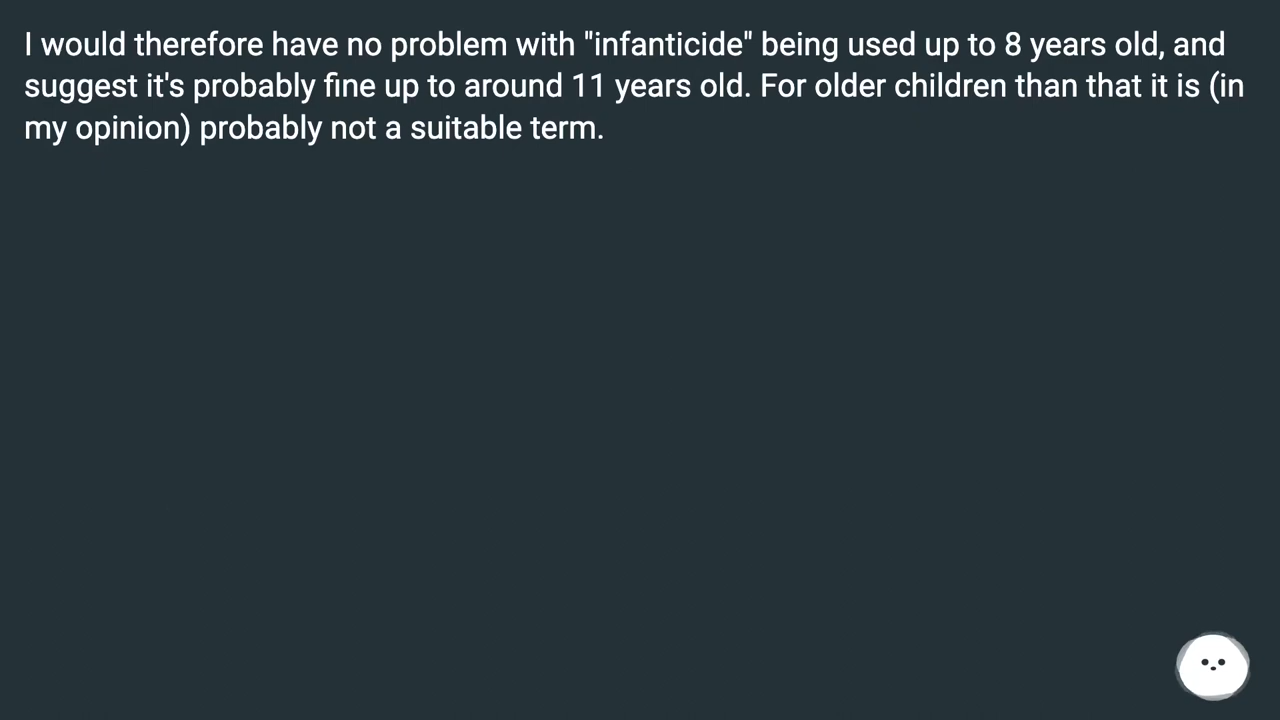 I would therefore have no problem with "infanticide" being used up to 8 years old, and
suggest it's probably fine up to around 11 years old. For older children than that it is (in
my opinion) probably not a suitable term.